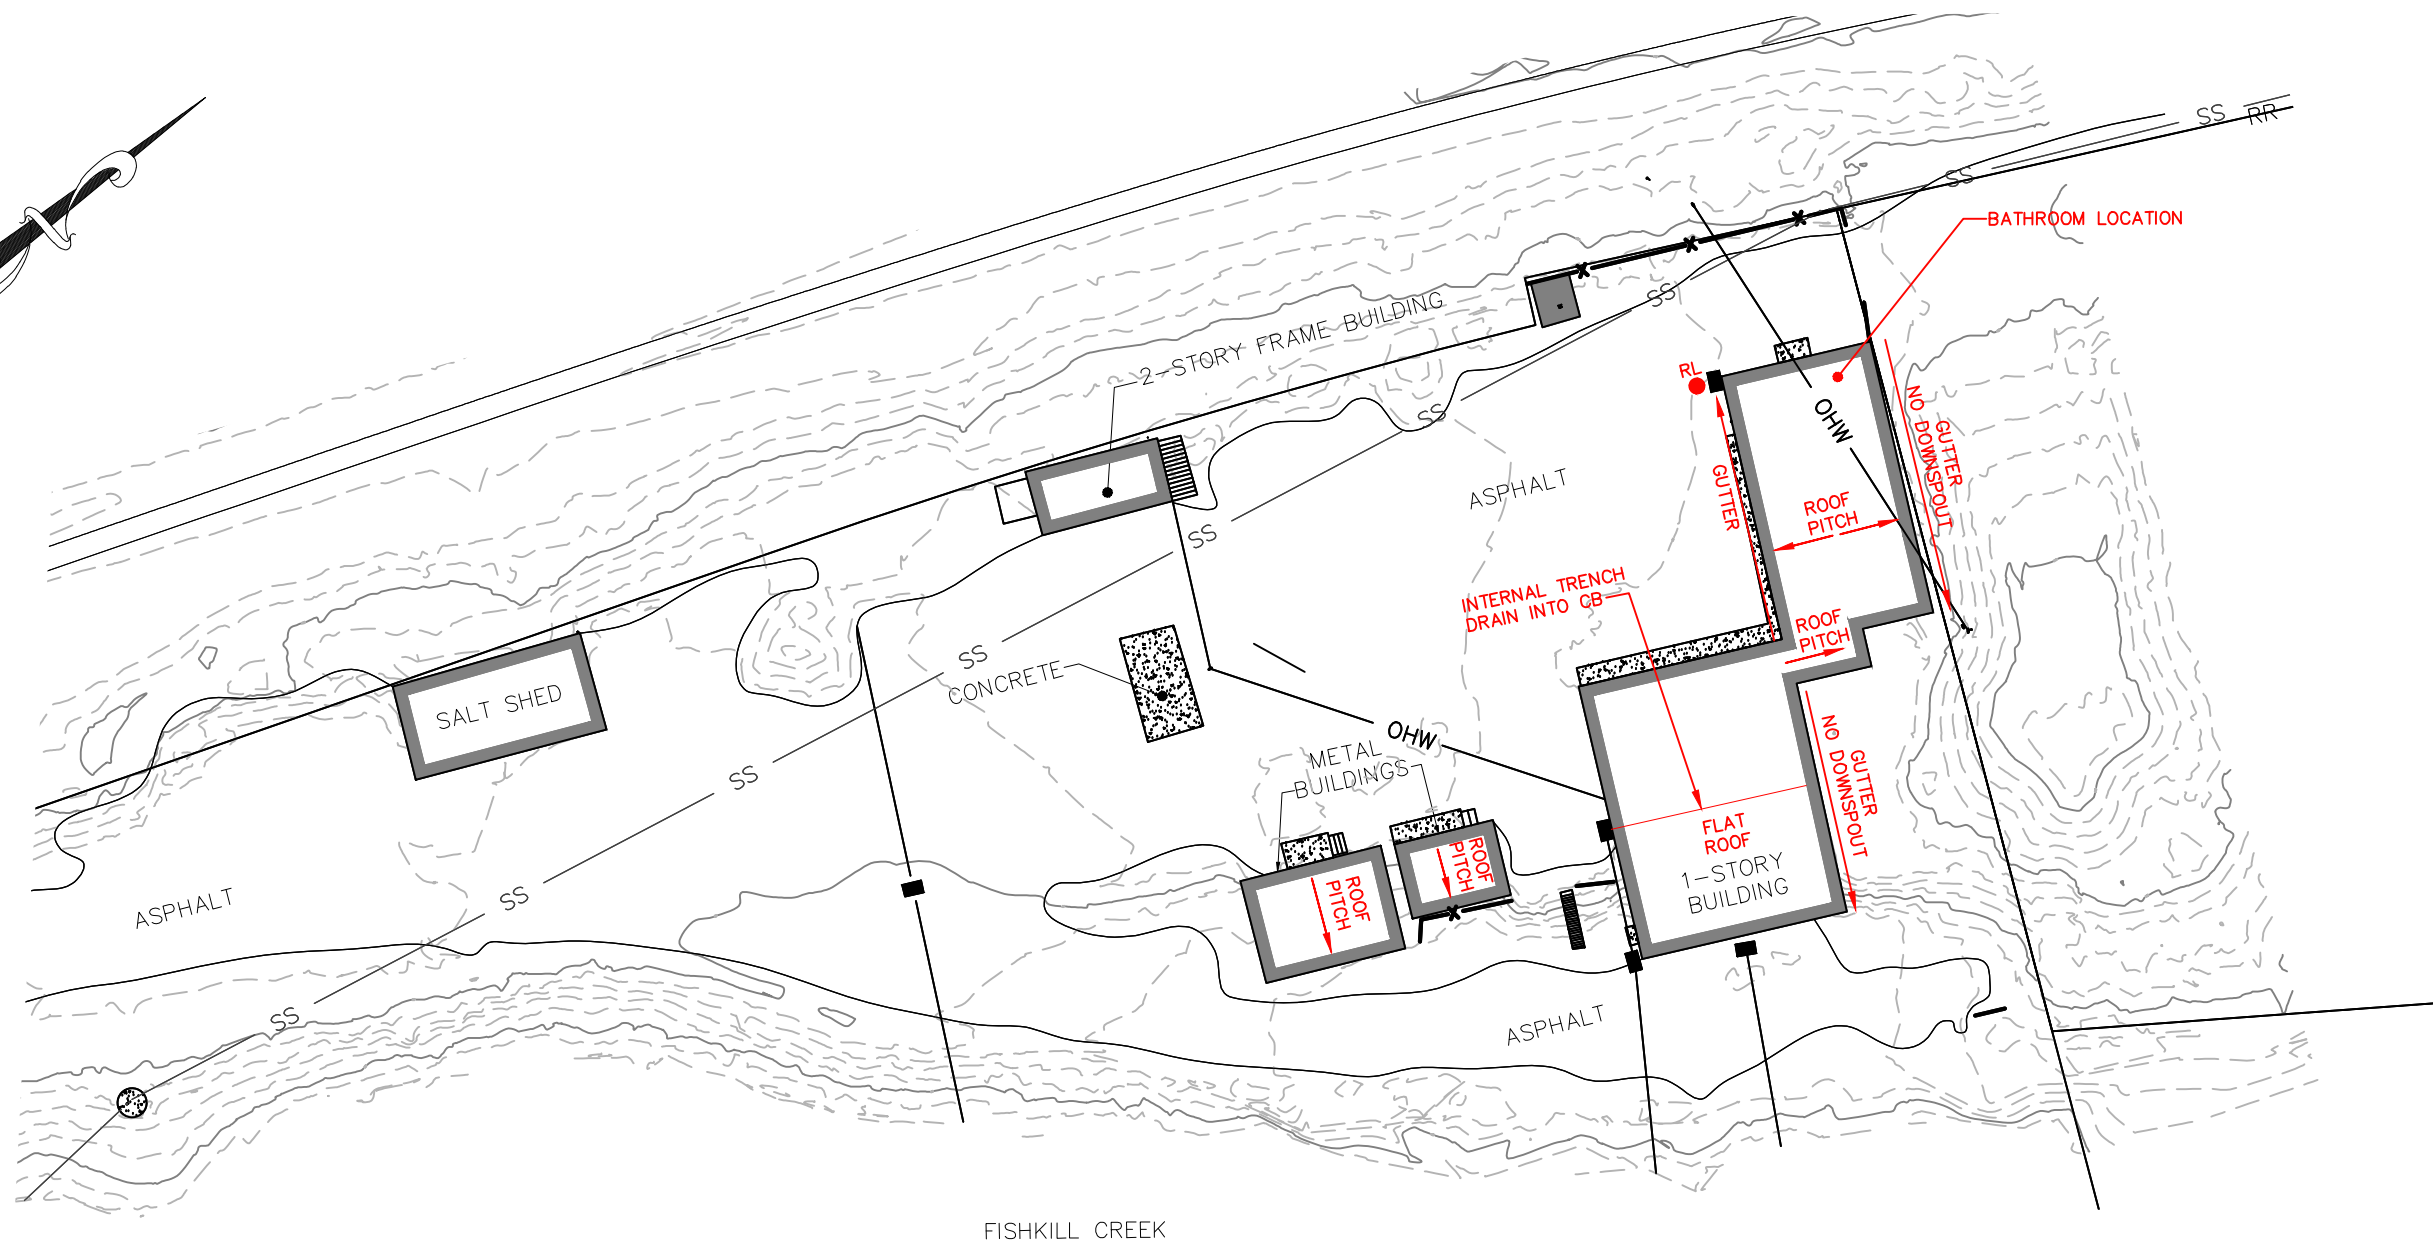 SS
RR
SS
BATHROOM LOCATION
SS
2-STORY FRAME BUILDING
RL
SS
OHW
GUTTER
NO DOWNSPOUT
ASPHALT
GUTTER
ROOF
PITCH
SS
INTERNAL TRENCH
DRAIN INTO CB
ROOF
PITCH
SS
CONCRETE
SALT SHED
OHW
METAL
BUILDINGS
SS
GUTTER
NO DOWNSPOUT
FLAT
ROOF
1-STORY
BUILDING
ROOF
PITCH
ROOF
PITCH
SS
ASPHALT
SS
ASPHALT
FISHKILL CREEK